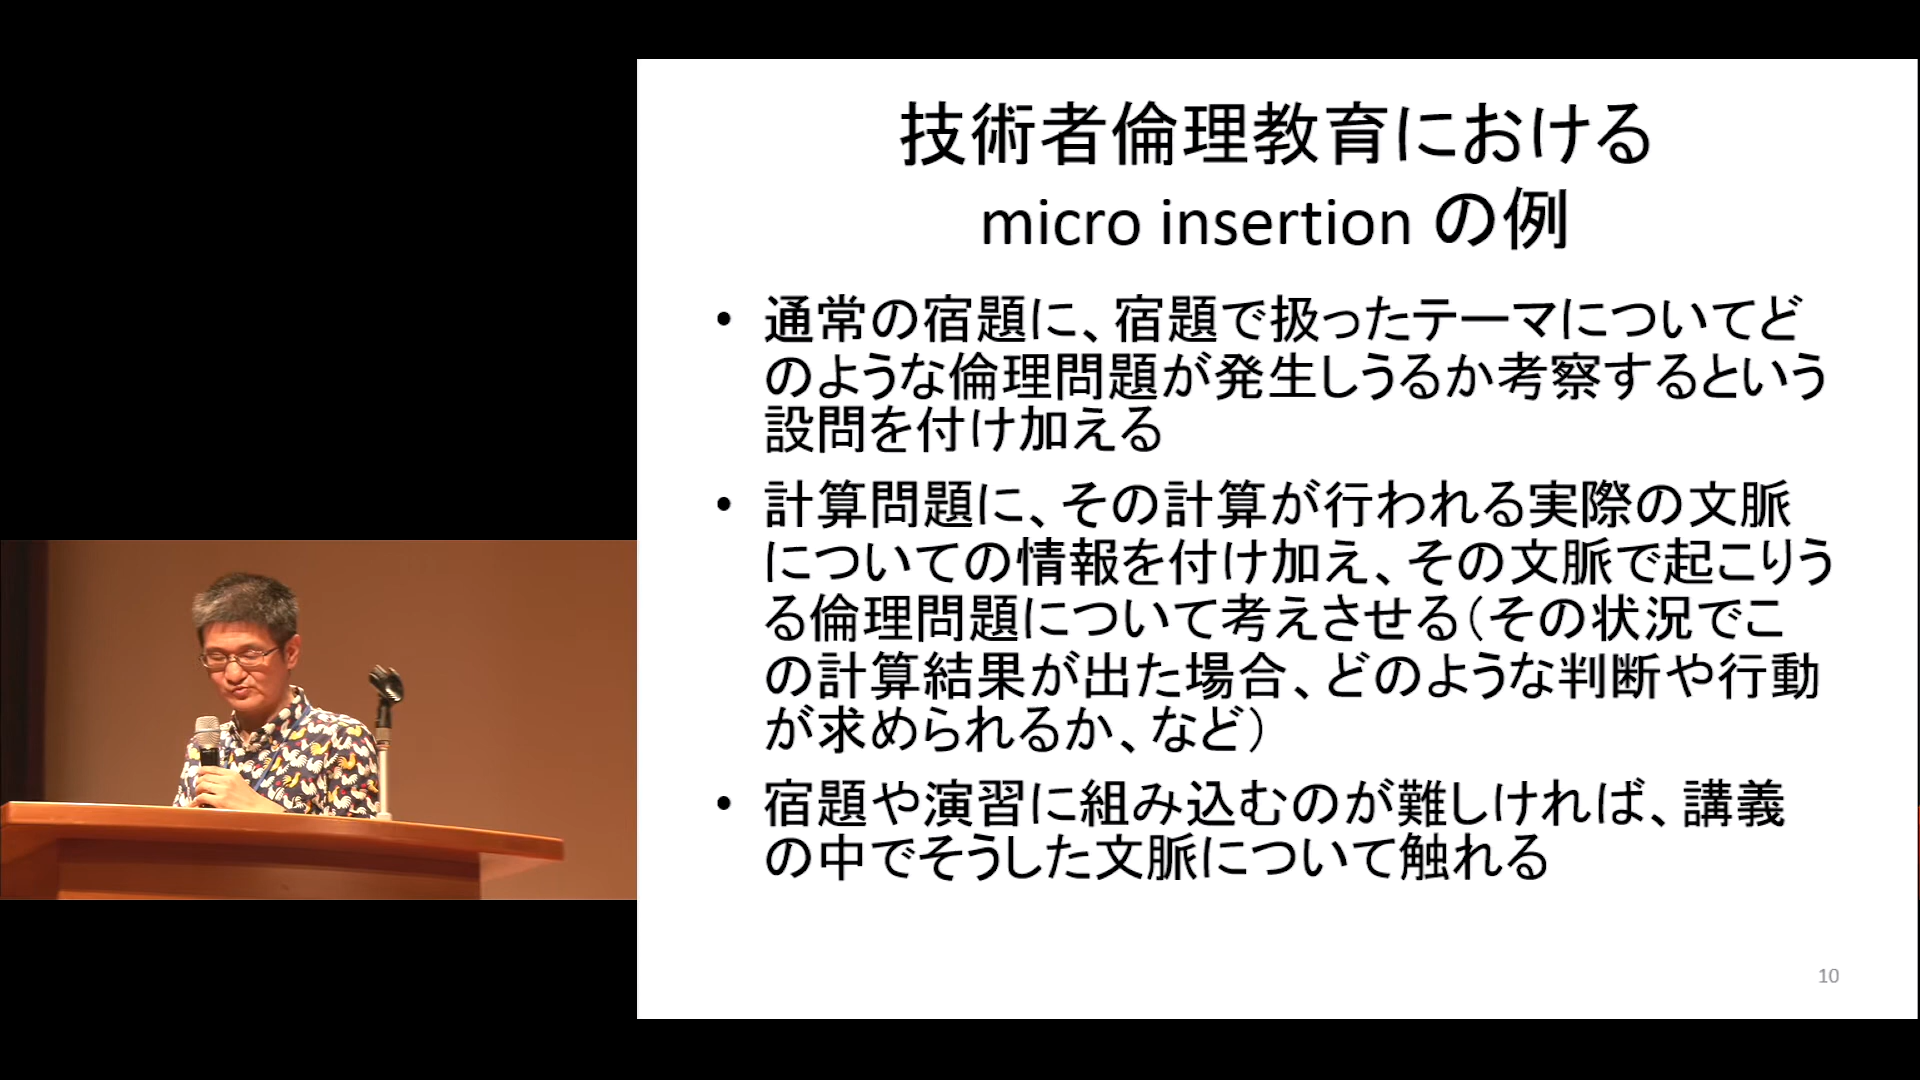 技術者倫理教育における
micro insertion の例
• 通常の宿題に、宿題で扱ったテーマについてど
のような倫理問題が発生しうるか考察するという
設問を付け加える
• 計算問題に、その計算が行われる実際の文脈
についての情報を付け加え、その文脈で起こりう
る倫理問題について考えさせる（その状況でこ
の計算結果が出た場合、どのような判断や行動
が求められるか、など）
• 宿題や演習に組み込むのが難しければ、講義
の中でそうした文脈について触れる
10